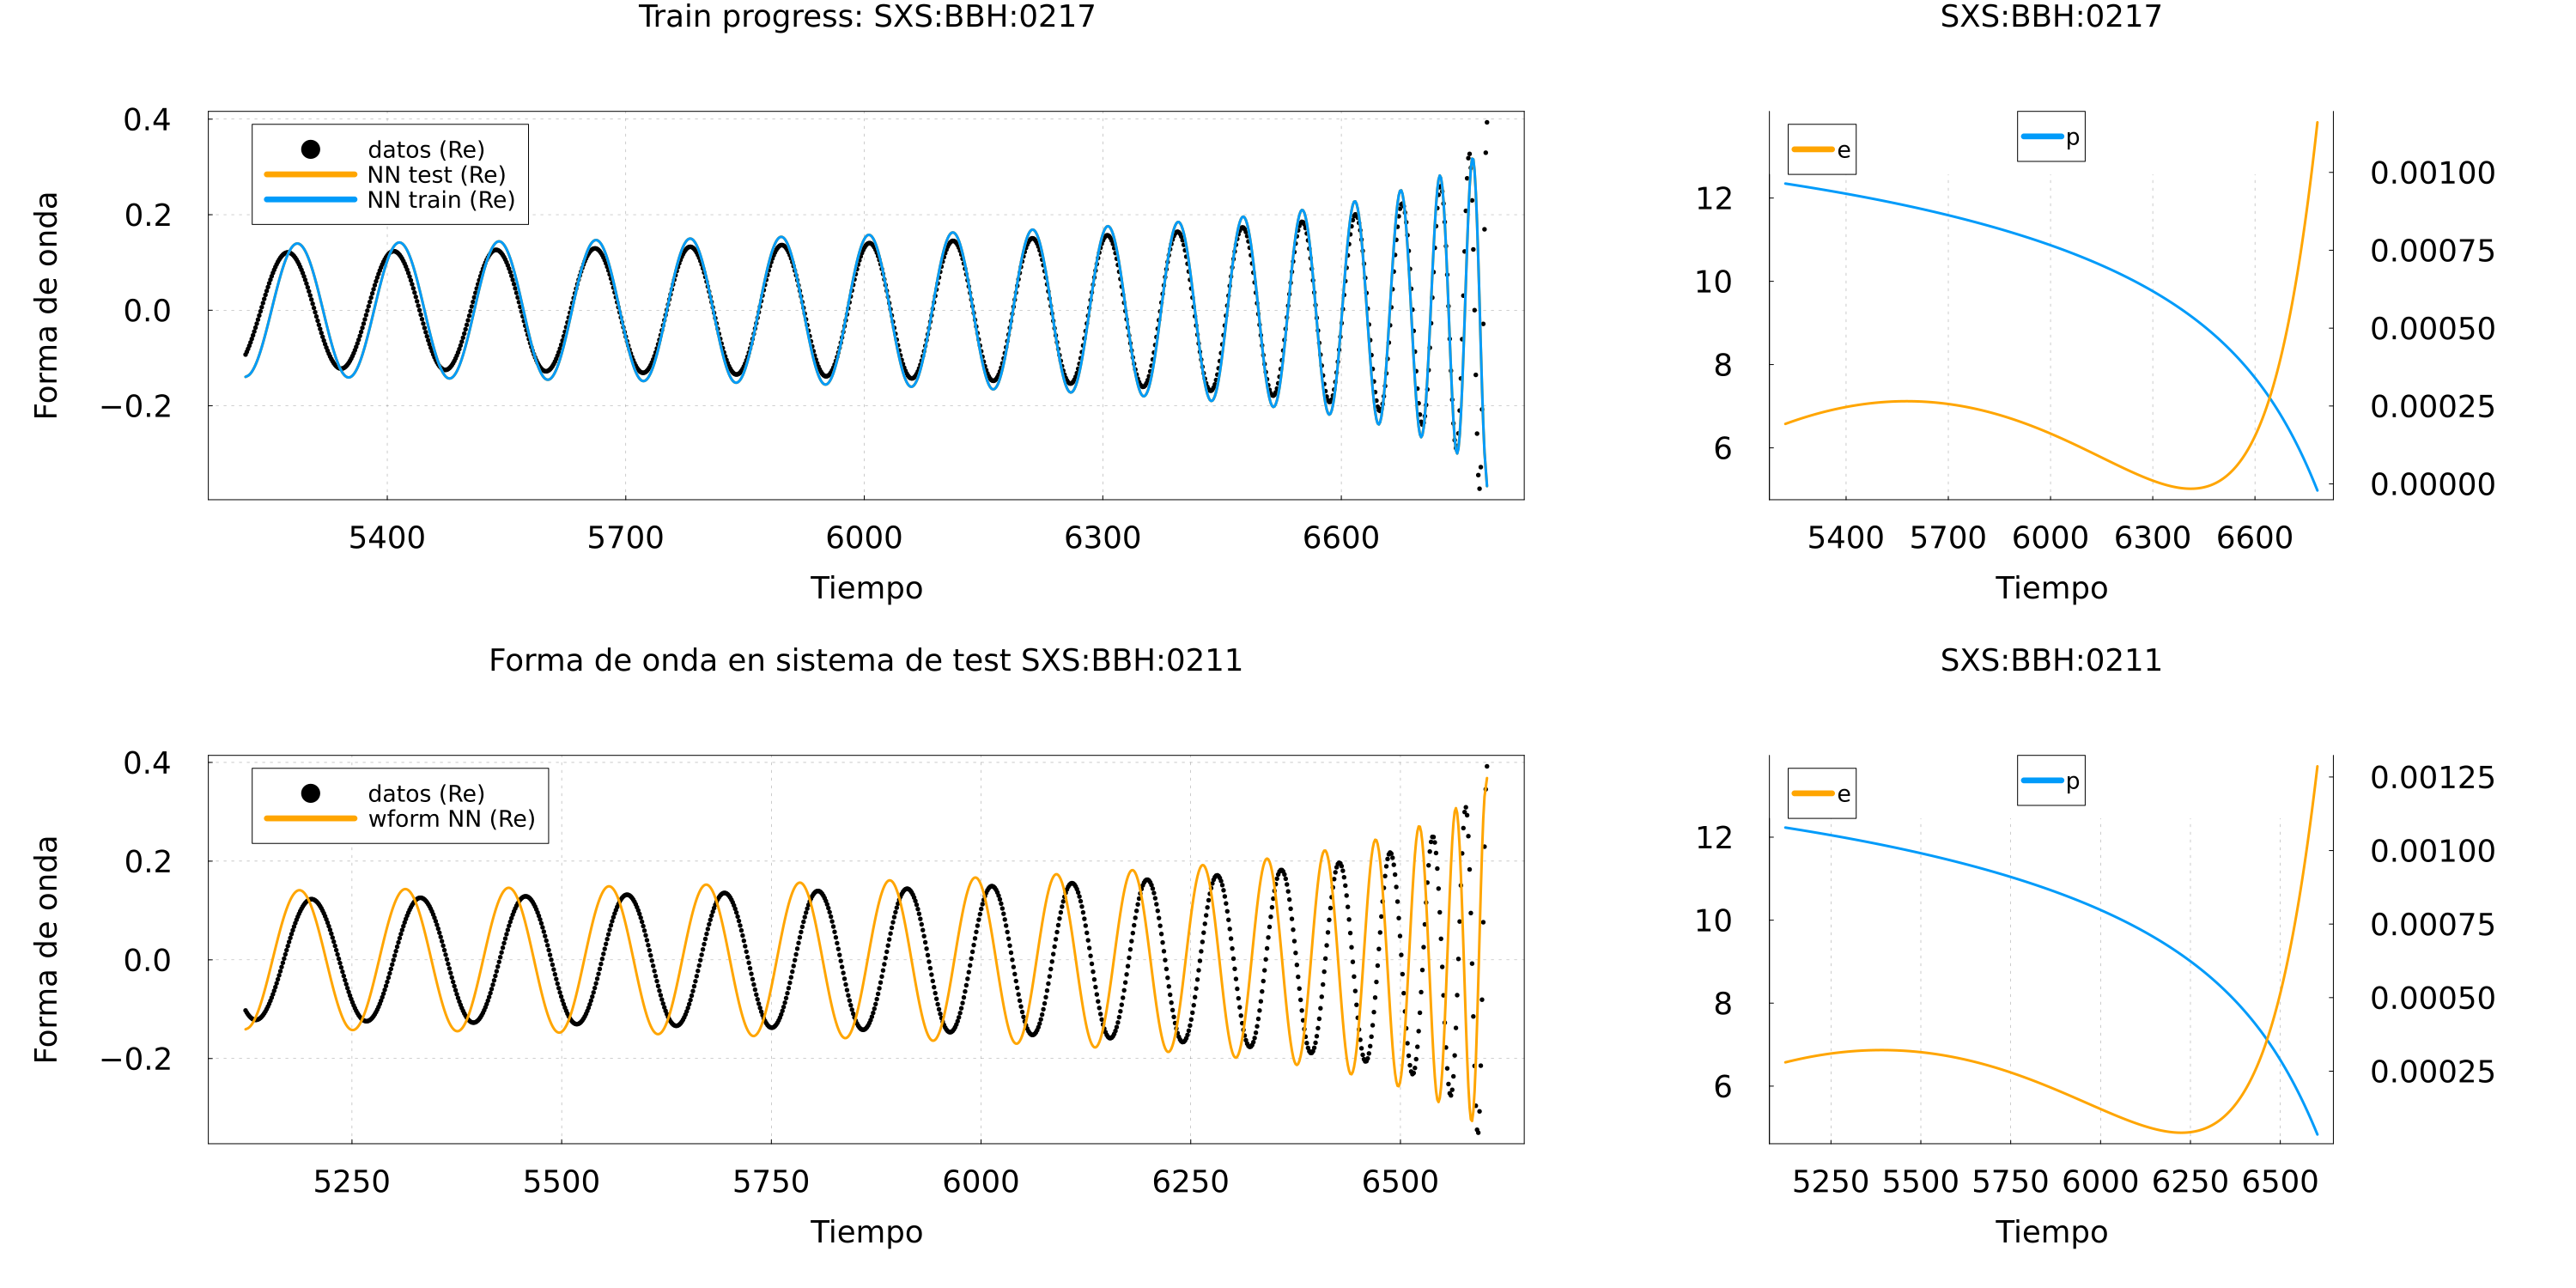 Train progress: SXS:BBH:0217
Forma de onda
0.4
0.2
0.0
−0.2
datos (Re)
NN test (Re)
NN train (Re)
5400 5700 6000 6300 6600
Tiempo
SXS:BBH:0217
e
p
12
10
8
6
0.00100
0.00075
0.00050
0.00025
0.00000
5400 5700 6000 6300 6600
Tiempo
Forma de onda en sistema de test SXS:BBH:0211
Forma de onda
0.4
0.2
0.0
−0.2
datos (Re)
wform NN (Re)
5250 5500 5750 6000 6250 6500
Tiempo
SXS:BBH:0211
e
p
12
10
8
6
0.00125
0.00100
0.00075
0.00050
0.00025
5250 5500 5750 6000 6250 6500
Tiempo